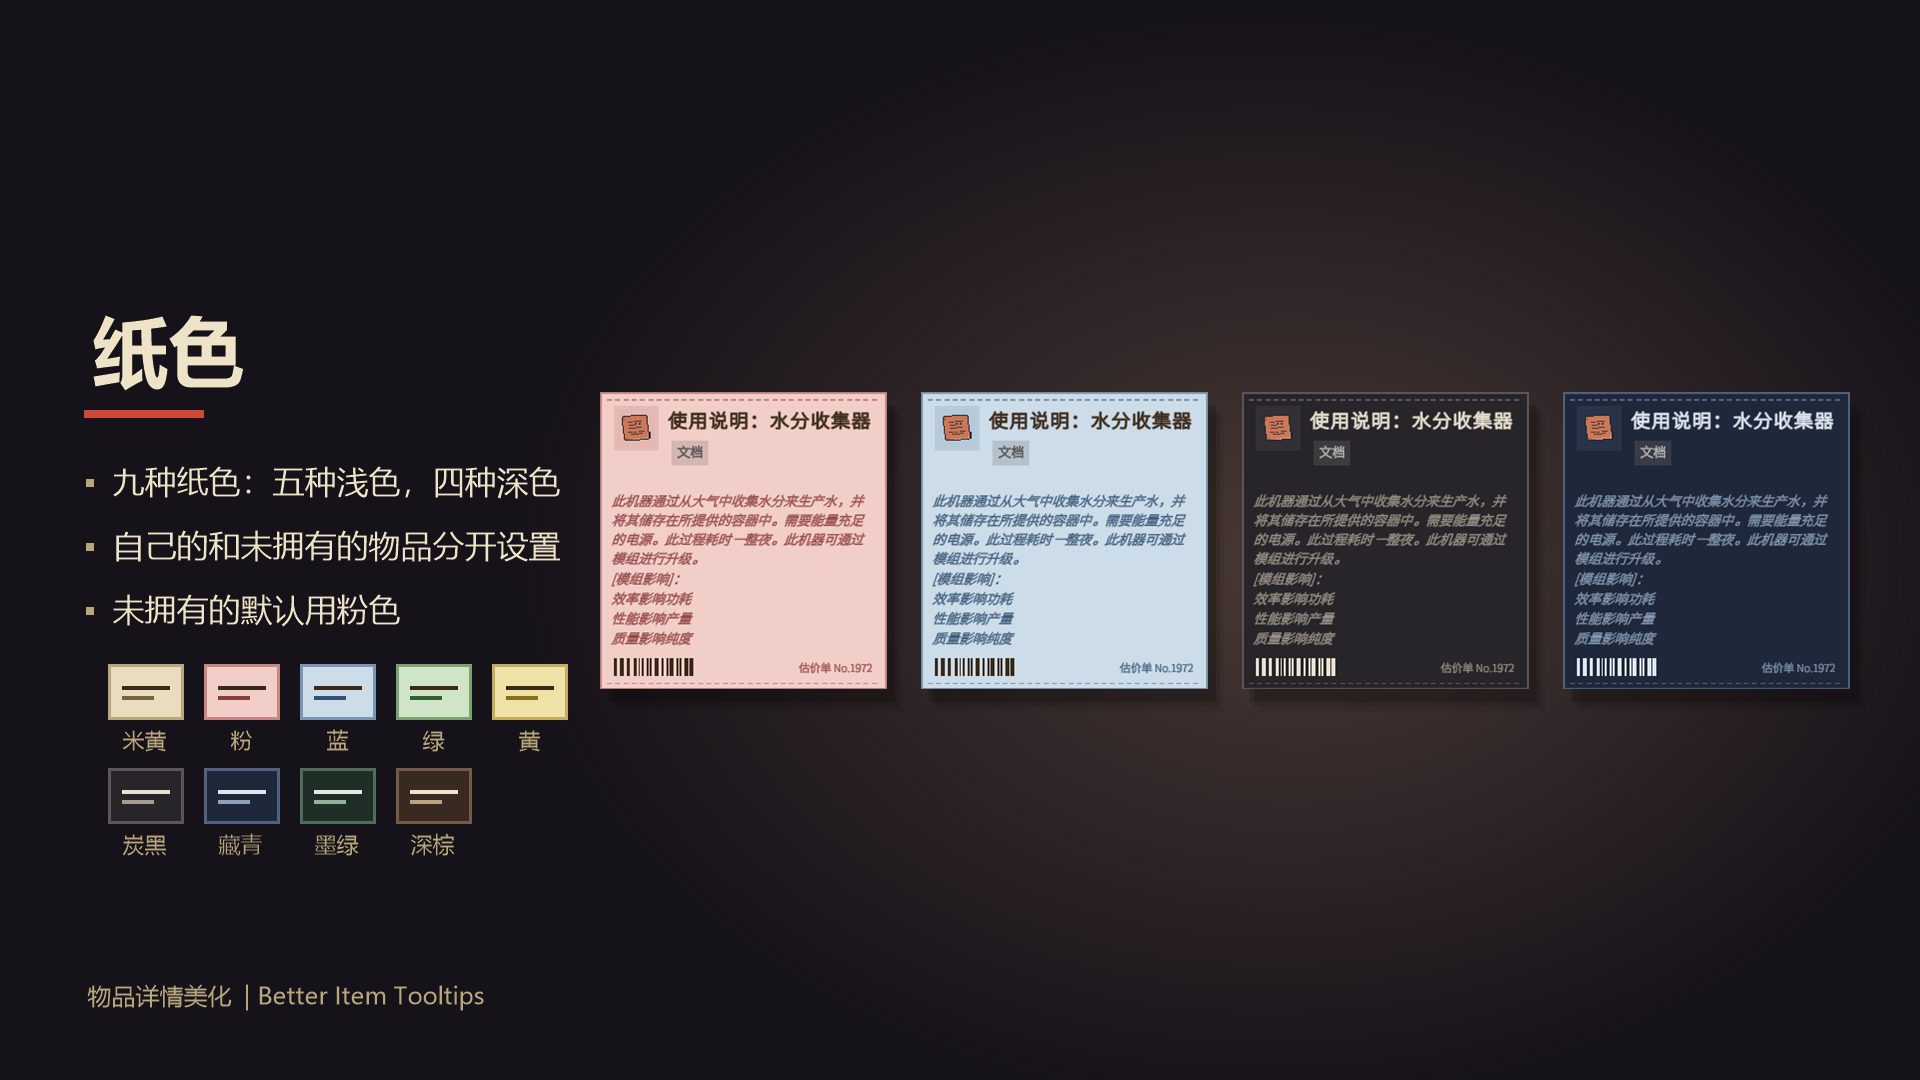 纸色
九种纸色：五种浅色，四种深色
自己的和未拥有的物品分开设置
未拥有的默认用粉色
米黄
粉
蓝
绿
黄
炭黑
藏青
墨绿
深棕
使用说明：水分收集器
文档
此机器通过从大气中收集水分来生产水，并
将其储存在所提供的容器中。需要能量充足
的电源。此过程耗时一整夜。此机器可通过
模组进行升级。
[模组影响]：
效率影响功耗
性能影响产量
质量影响纯度
估价单 No.1972
使用说明：水分收集器
文档
此机器通过从大气中收集水分来生产水，并
将其储存在所提供的容器中。需要能量充足
的电源。此过程耗时一整夜。此机器可通过
模组进行升级。
[模组影响]：
效率影响功耗
性能影响产量
质量影响纯度
估价单 No.1972
使用说明：水分收集器
文档
此机器通过从大气中收集水分来生产水，并
将其储存在所提供的容器中。需要能量充足
的电源。此过程耗时一整夜。此机器可通过
模组进行升级。
[模组影响]：
效率影响功耗
性能影响产量
质量影响纯度
估价单 No.1972
使用说明：水分收集器
文档
此机器通过从大气中收集水分来生产水，并
将其储存在所提供的容器中。需要能量充足
的电源。此过程耗时一整夜。此机器可通过
模组进行升级。
[模组影响]：
效率影响功耗
性能影响产量
质量影响纯度
估价单 No.1972
物品详情美化 | Better Item Tooltips